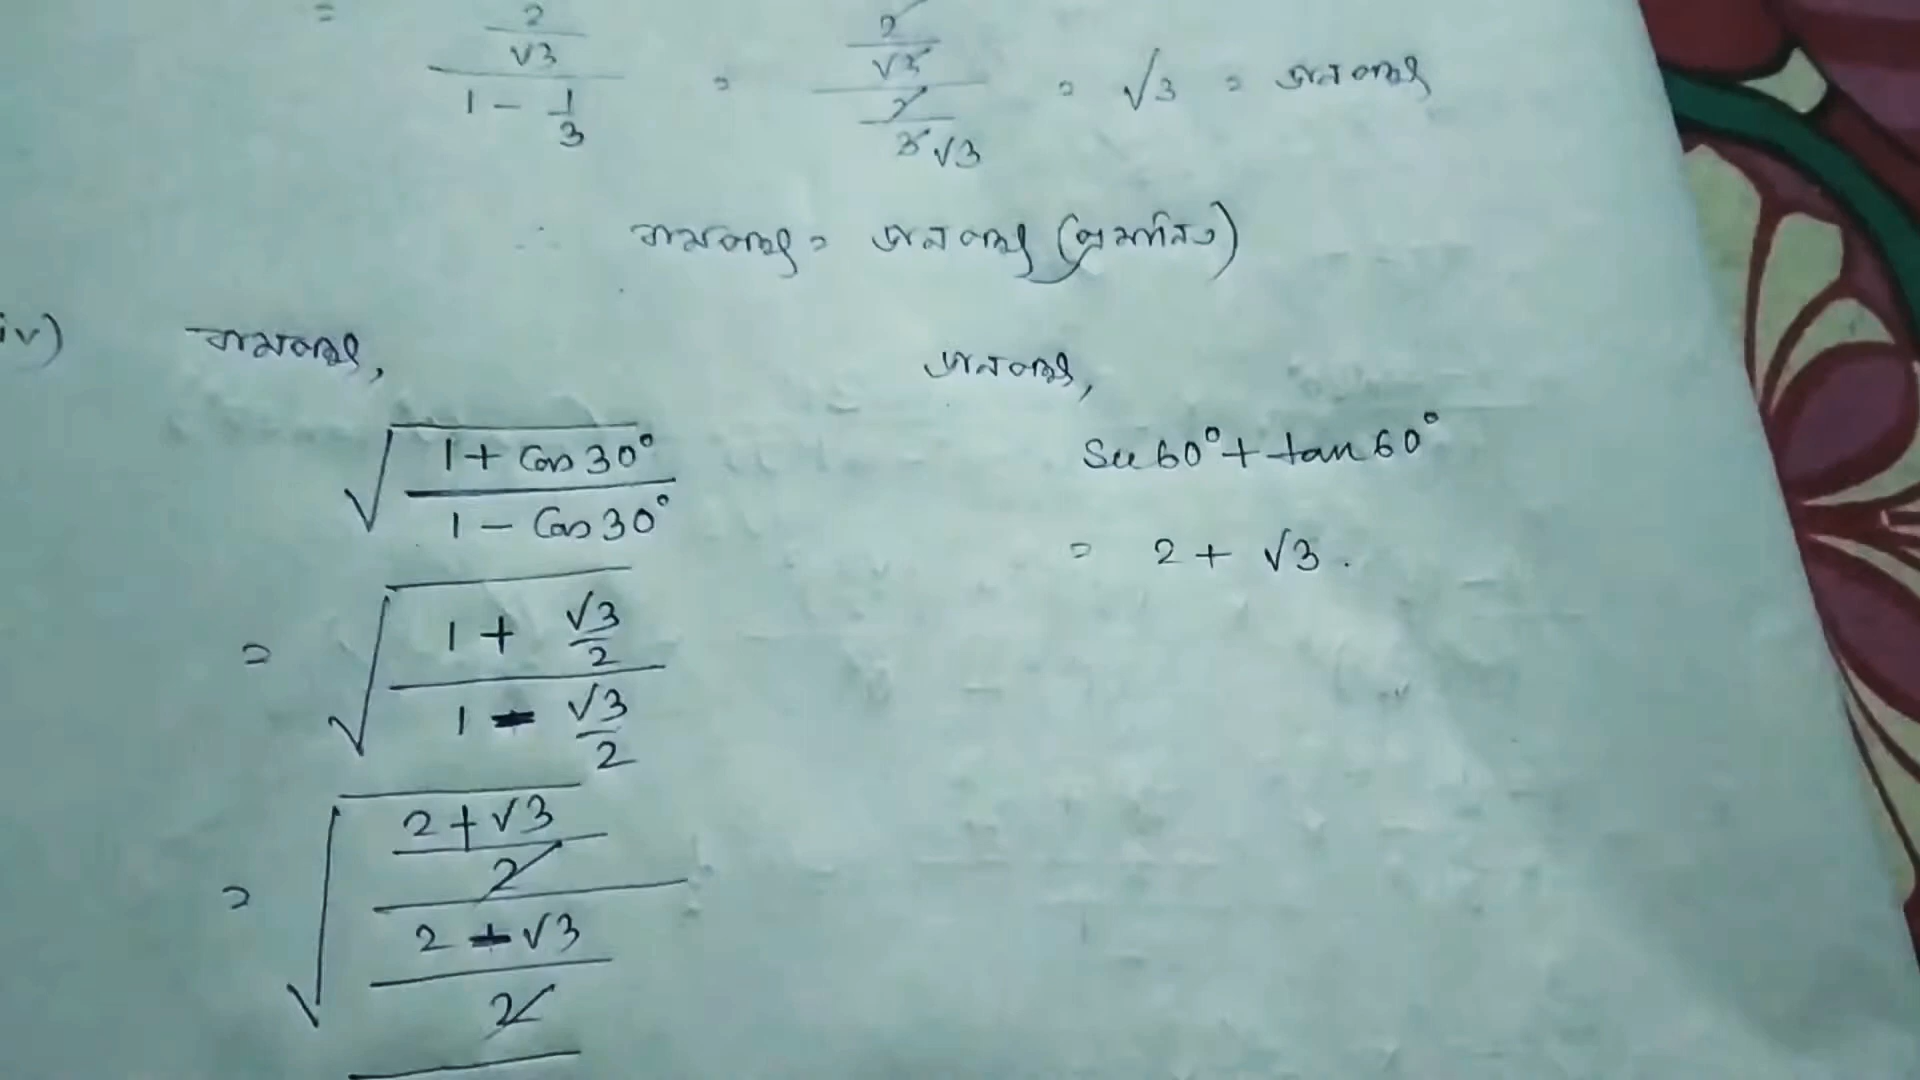 = (2/√3)/(1 - 1/3) = (2/√3)/(2/3√3) = √3 = ডানপক্ষ
∴ বামপক্ষ = ডানপক্ষ (প্রমাণিত)
iv) বামপক্ষ, ডানপক্ষ,
√((1 + Cos 30°)/(1 - Cos 30°)) Sec 60° + tan 60°
= √((1 + √3/2)/(1 - √3/2)) = 2 + √3.
= √(((2+√3)/2)/((2-√3)/2))